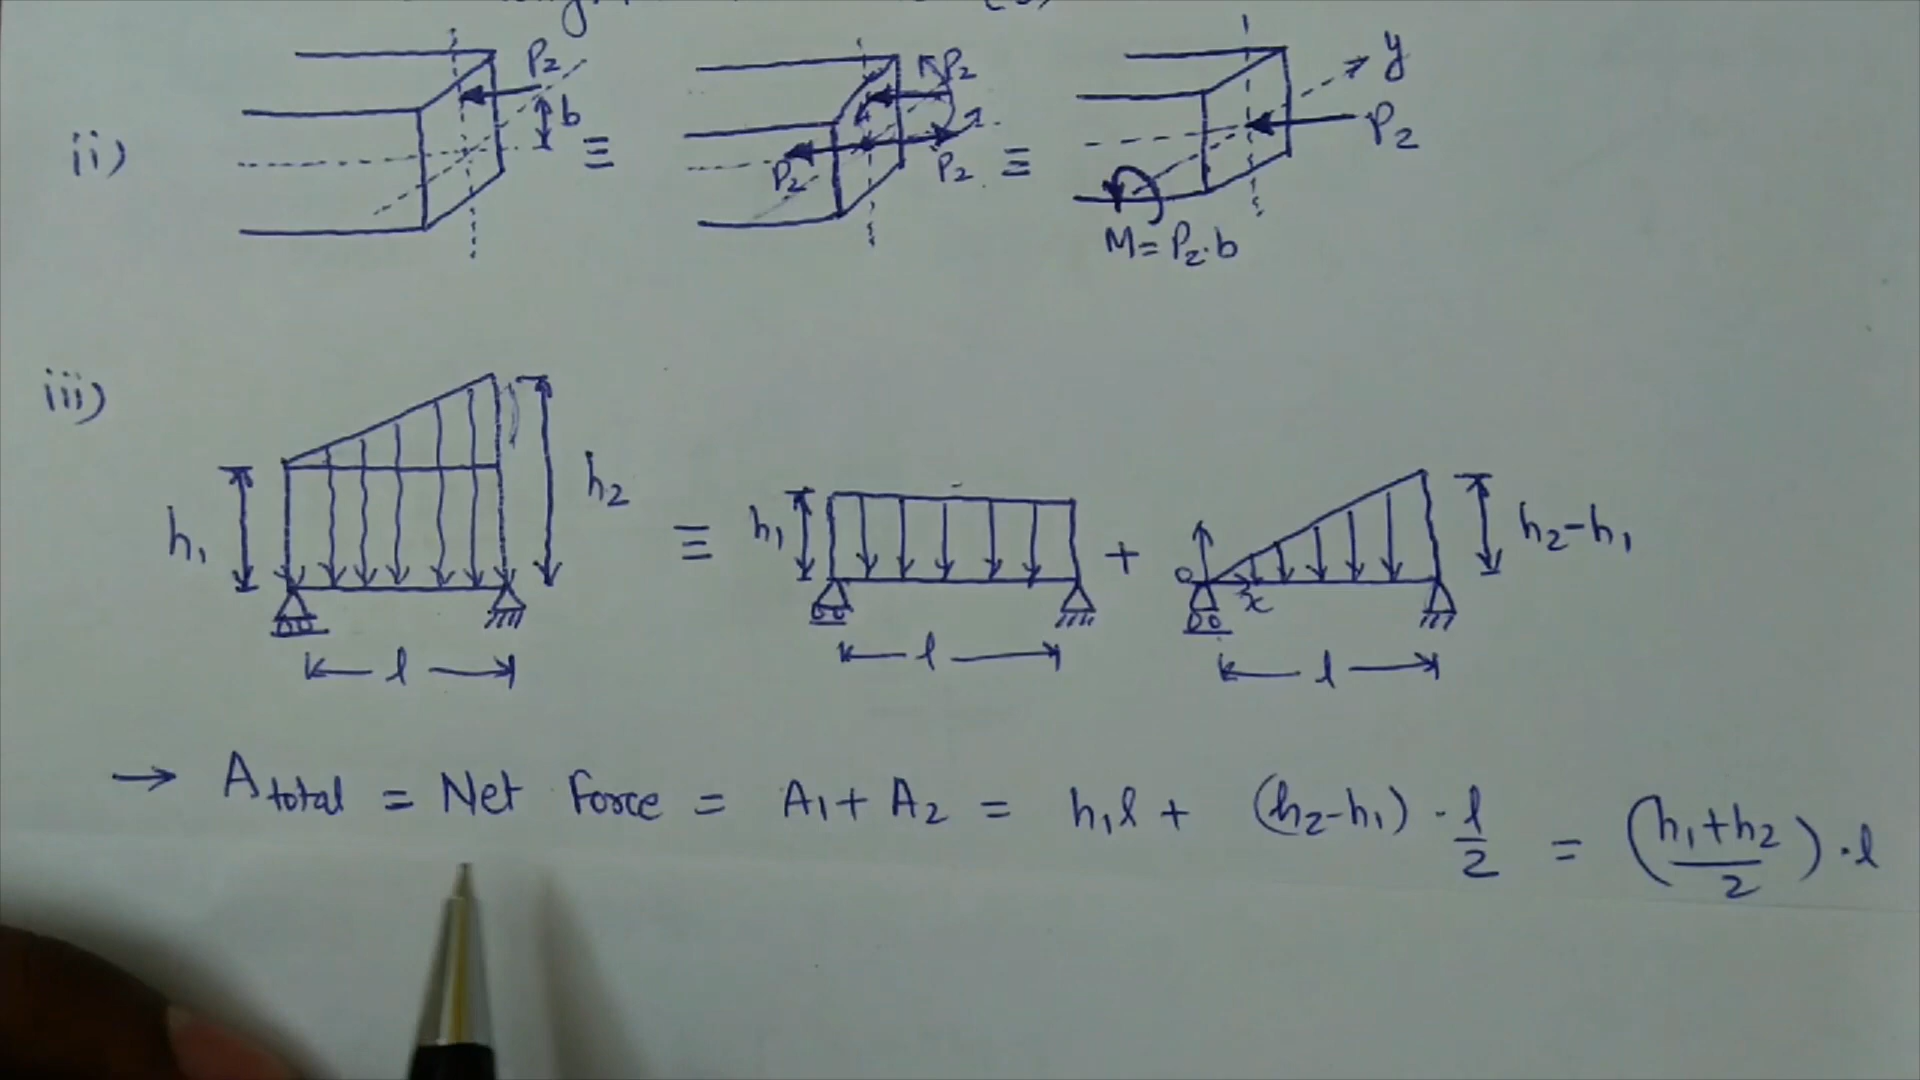 ii)
P₂
b
≡
P₂
P₂
P₂
≡
y
P₂
M = P₂·b
iii)
h₁
h₂
l
≡
h₁
l
+
o
x
h₂-h₁
l
→ A total = Net Force = A₁+ A₂ = h₁l + (h₂-h₁) · l/2 = (h₁+h₂/2)·l